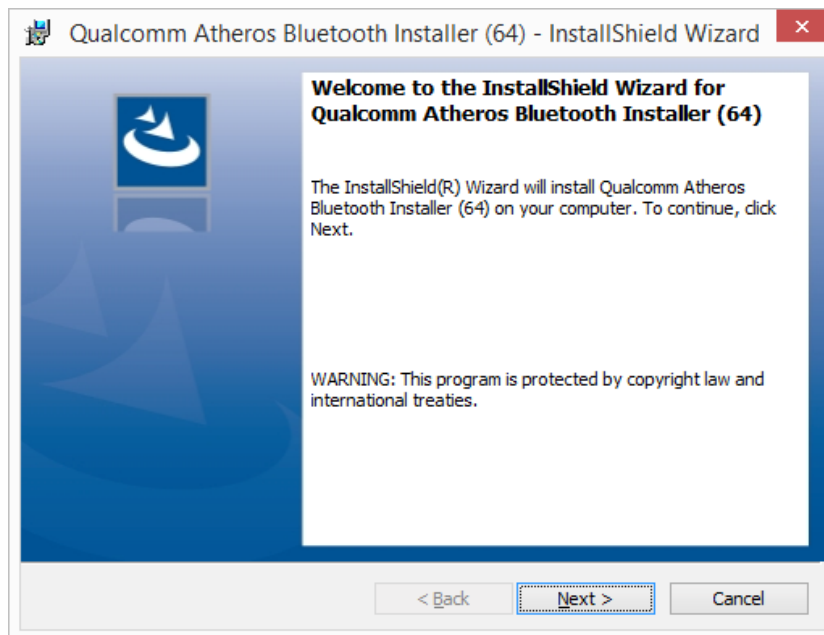 Qualcomm Atheros Bluetooth Installer (64) - InstallShield Wizard
Welcome to the InstallShield Wizard for
Qualcomm Atheros Bluetooth Installer (64)
The InstallShield(R) Wizard will install Qualcomm Atheros
Bluetooth Installer (64) on your computer. To continue, click
Next.
WARNING: This program is protected by copyright law and
international treaties.
< Back Next > Cancel